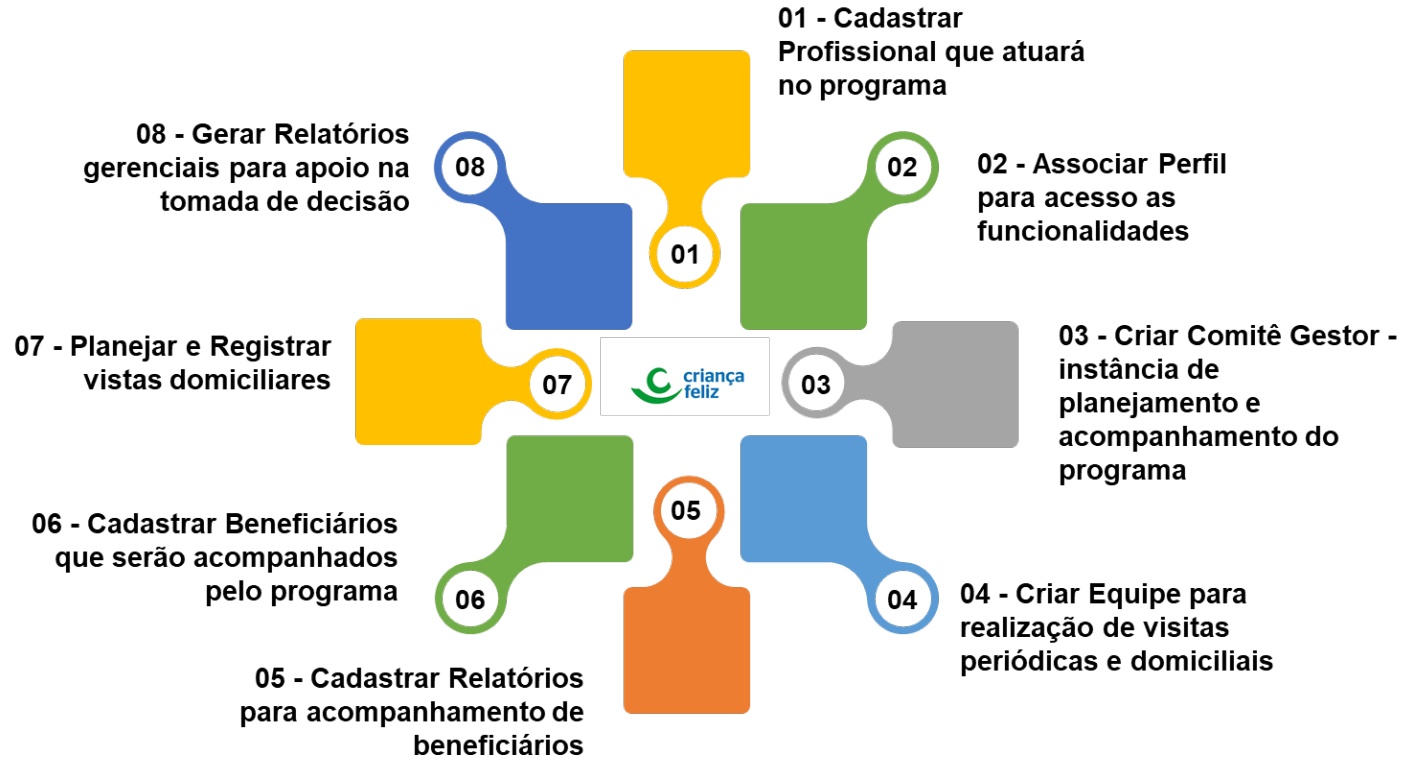 01 - Cadastrar
Profissional que atuará
no programa
02 - Associar Perfil
para acesso as
funcionalidades
03 - Criar Comitê Gestor -
instância de
planejamento e
acompanhamento do
programa
04 - Criar Equipe para
realização de visitas
periódicas e domiciliais
05 - Cadastrar Relatórios
para acompanhamento de
beneficiários
06 - Cadastrar Beneficiários
que serão acompanhados
pelo programa
07 - Planejar e Registrar
vistas domiciliares
08 - Gerar Relatórios
gerenciais para apoio na
tomada de decisão
01
02
03
04
05
06
07
08
criança
feliz